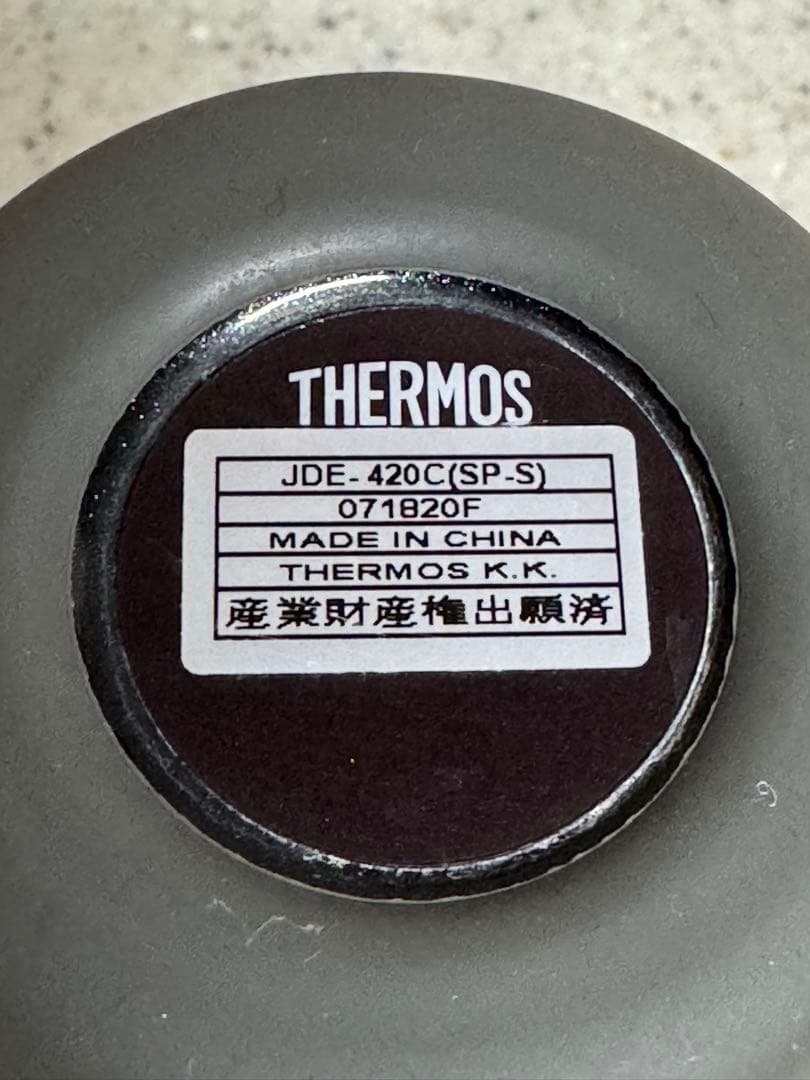 THERMOS
JDE-420C(SP-S)
071820F
MADE IN CHINA
THERMOS K.K.
産業財産権出願済